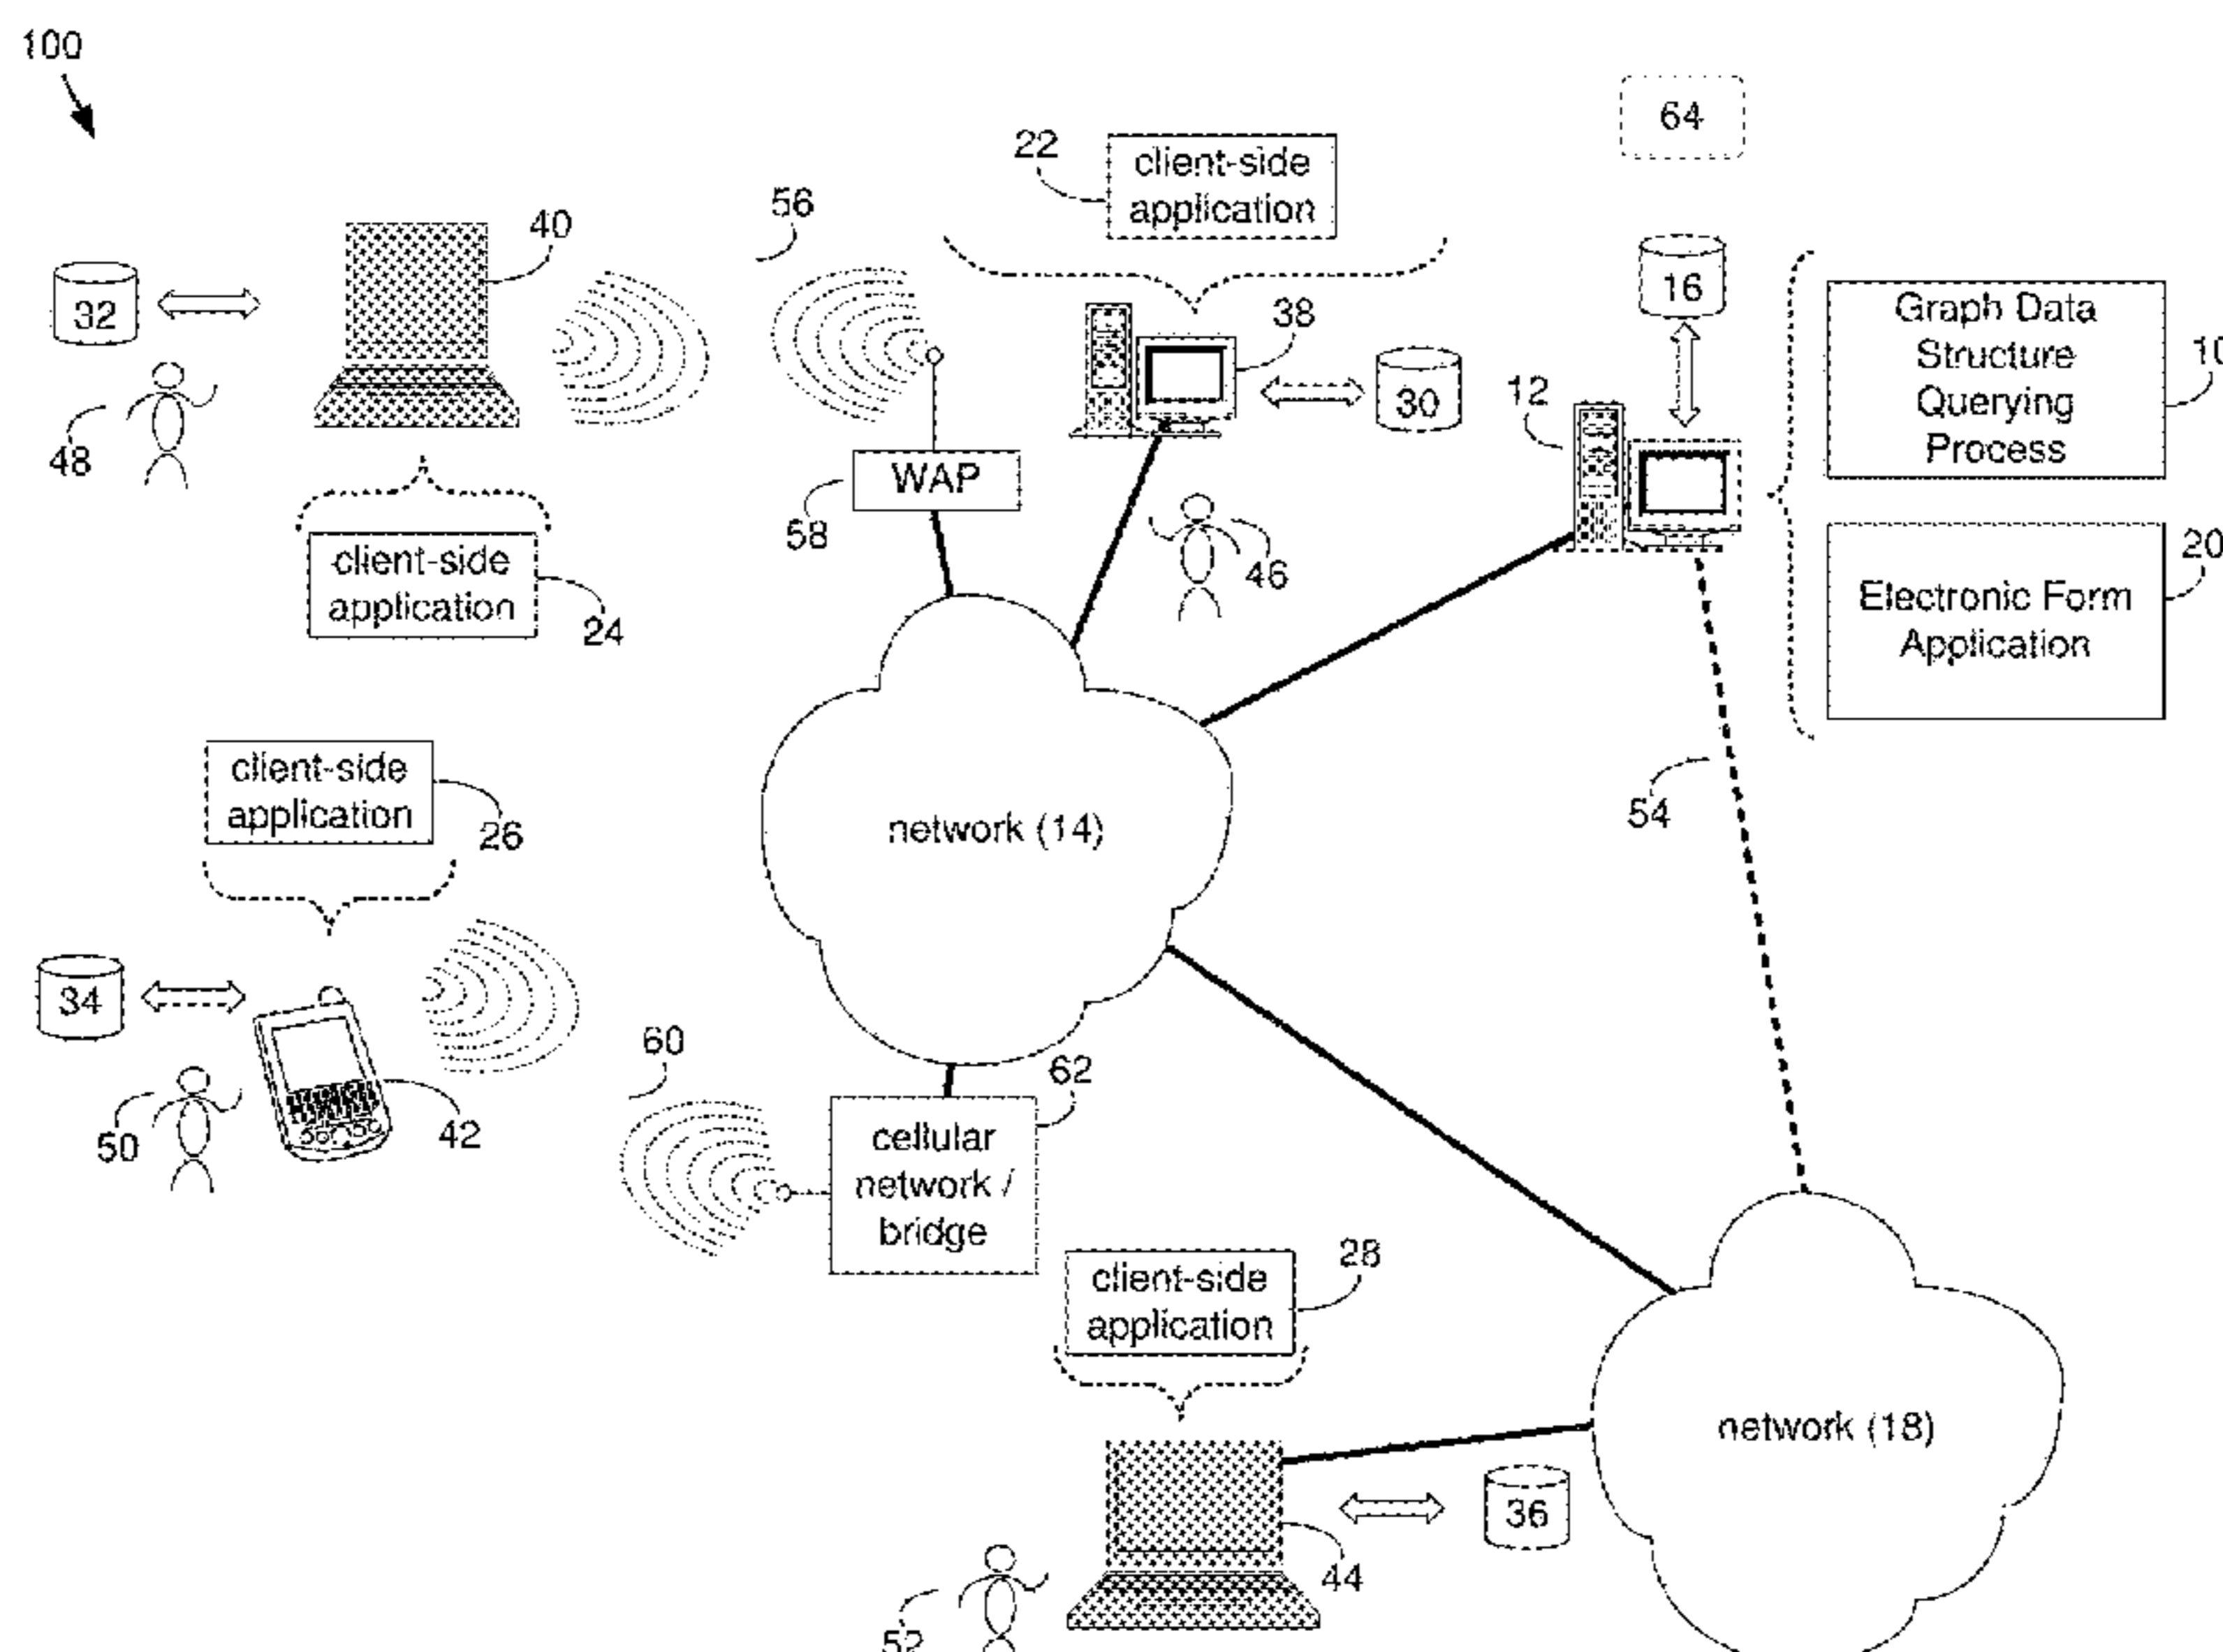 100
64
22
client-side
application
56
40
32
16
38
30
12
Graph Data
Structure
Querying
Process
10
48
WAP
58
46
client-side
application
24
20
Electronic Form
Application
client-side
application
26
54
network (14)
34
60
62
50
42
cellular
network /
bridge
28
client-side
application
network (18)
36
44
52